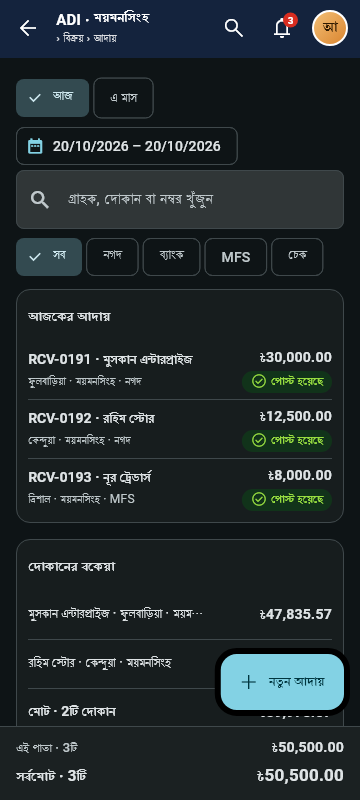 ADI · ময়মনসিংহ
› বিক্রয় › আদায়
3
আ
আজ
এ মাস
20/10/2026 – 20/10/2026
গ্রাহক, দোকান বা নম্বর খুঁজুন
সব
নগদ
ব্যাংক
MFS
চেক
আজকের আদায়
RCV-0191 · মুসকান এন্টারপ্রাইজ
৳30,000.00
ফুলবাড়িয়া · ময়মনসিংহ · নগদ
পোস্ট হয়েছে
RCV-0192 · রহিম স্টোর
৳12,500.00
কেন্দুয়া · ময়মনসিংহ · নগদ
পোস্ট হয়েছে
RCV-0193 · নূর ট্রেডার্স
৳8,000.00
ত্রিশাল · ময়মনসিংহ · MFS
পোস্ট হয়েছে
দোকানের বকেয়া
মুসকান এন্টারপ্রাইজ · ফুলবাড়িয়া · ময়ম···
৳47,835.57
রহিম স্টোর · কেন্দুয়া · ময়মনসিংহ
নতুন আদায়
মোট · 2টি দোকান
এই পাতা · 3টি
৳50,500.00
সর্বমোট · 3টি
৳50,500.00